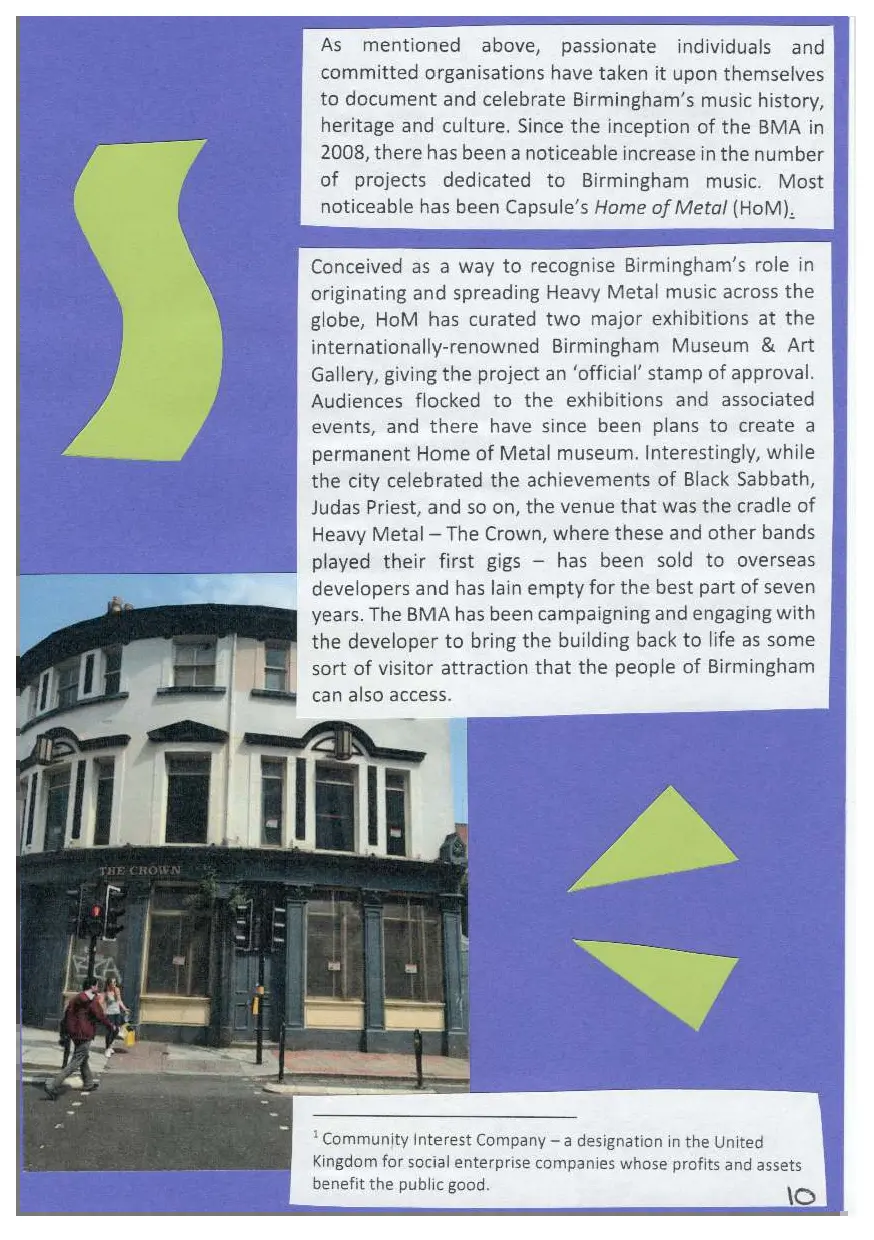 As mentioned above, passionate individuals and
committed organisations have taken it upon themselves
to document and celebrate Birmingham's music history,
heritage and culture. Since the inception of the BMA in
2008, there has been a noticeable increase in the number
of projects dedicated to Birmingham music. Most
noticeable has been Capsule's Home of Metal (HoM).
Conceived as a way to recognise Birmingham's role in
originating and spreading Heavy Metal music across the
globe, HoM has curated two major exhibitions at the
internationally-renowned Birmingham Museum & Art
Gallery, giving the project an 'official' stamp of approval.
Audiences flocked to the exhibitions and associated
events, and there have since been plans to create a
permanent Home of Metal museum. Interestingly, while
the city celebrated the achievements of Black Sabbath,
Judas Priest, and so on, the venue that was the cradle of
Heavy Metal – The Crown, where these and other bands
played their first gigs – has been sold to overseas
developers and has lain empty for the best part of seven
years. The BMA has been campaigning and engaging with
the developer to bring the building back to life as some
sort of visitor attraction that the people of Birmingham
can also access.
THE CROWN
1 Community Interest Company – a designation in the United
Kingdom for social enterprise companies whose profits and assets
benefit the public good.
10